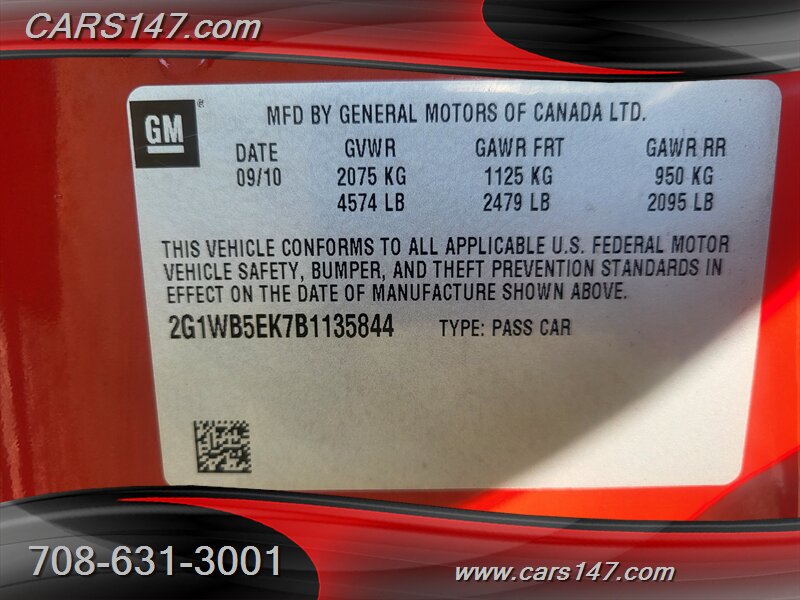 CARS147.com
GM
MFD BY GENERAL MOTORS OF CANADA LTD.
DATE GVWR GAWR FRT GAWR RR
09/10 2075 KG 1125 KG 950 KG
4574 LB 2479 LB 2095 LB
THIS VEHICLE CONFORMS TO ALL APPLICABLE U.S. FEDERAL MOTOR
VEHICLE SAFETY, BUMPER, AND THEFT PREVENTION STANDARDS IN
EFFECT ON THE DATE OF MANUFACTURE SHOWN ABOVE.
2G1WB5EK7B1135844 TYPE: PASS CAR
708-631-3001
www.cars147.com